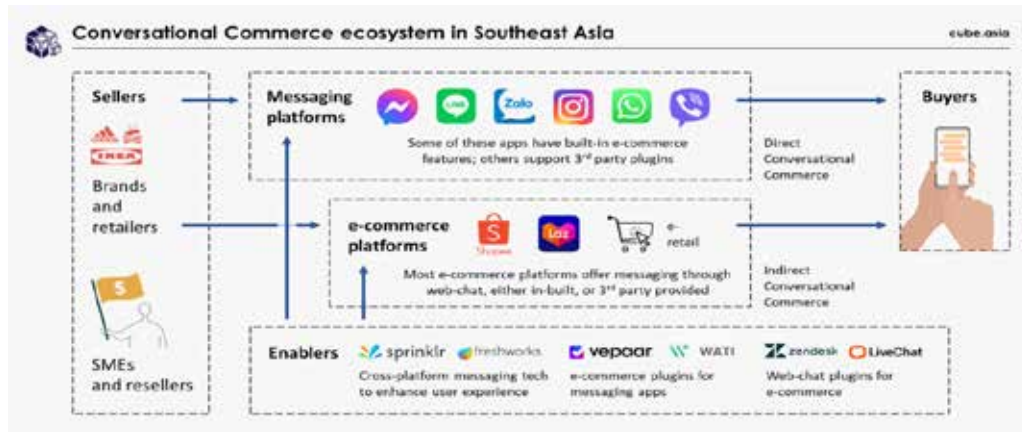 Conversational Commerce ecosystem in Southeast Asia
cube.asia
Sellers
IKEA
Brands
and
retailers
$
SMEs
and resellers
Messaging
platforms
LINE
Zalo
Some of these apps have built-in e-commerce
features; others support 3rd party plugins
Direct
Conversational
Commerce
Buyers
e-commerce
platforms
S
Shopee
Laz
e-
retail
Most e-commerce platforms offer messaging through
web-chat, either in-built, or 3rd party provided
Indirect
Conversational
Commerce
Enablers
sprinklr
freshworks
Cross-platform messaging tech
to enhance user experience
vepaar
WATI
e-commerce plugins for
messaging apps
zendesk
LiveChat
Web-chat plugins for
e-commerce